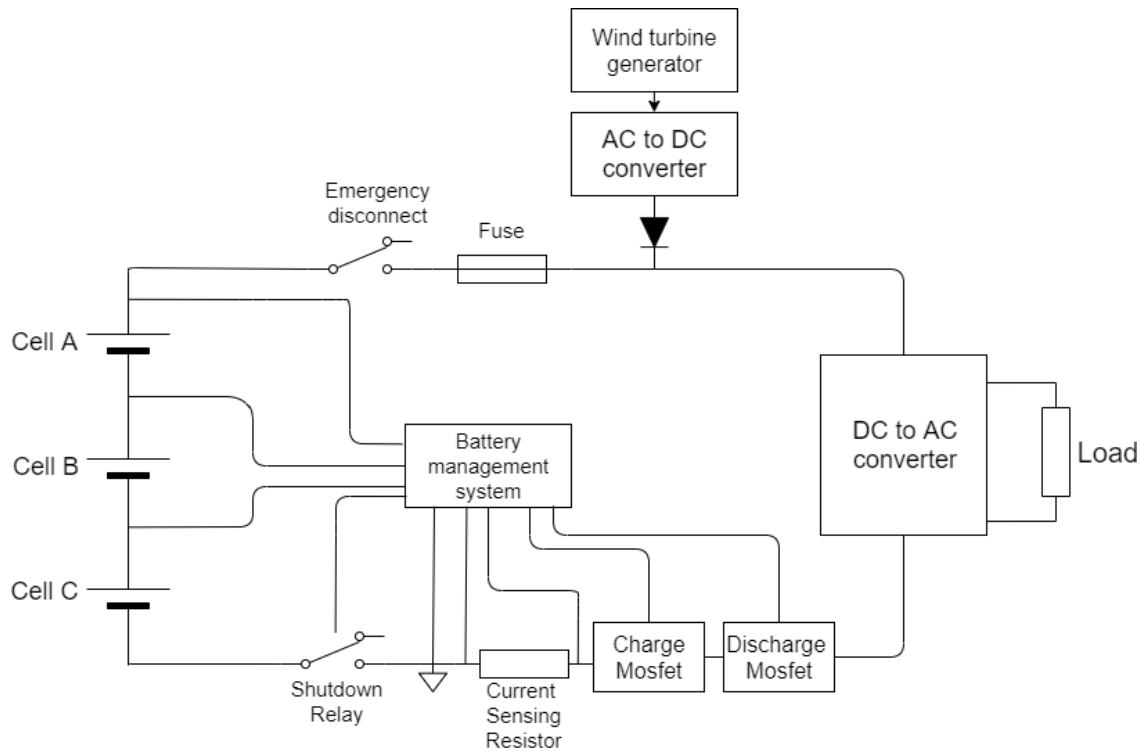 Wind turbine
generator
AC to DC
converter
Emergency
disconnect
Fuse
Cell A
Cell B
Cell C
Battery
management
system
DC to AC
converter
Load
Charge
Mosfet
Discharge
Mosfet
Shutdown
Relay
Current
Sensing
Resistor